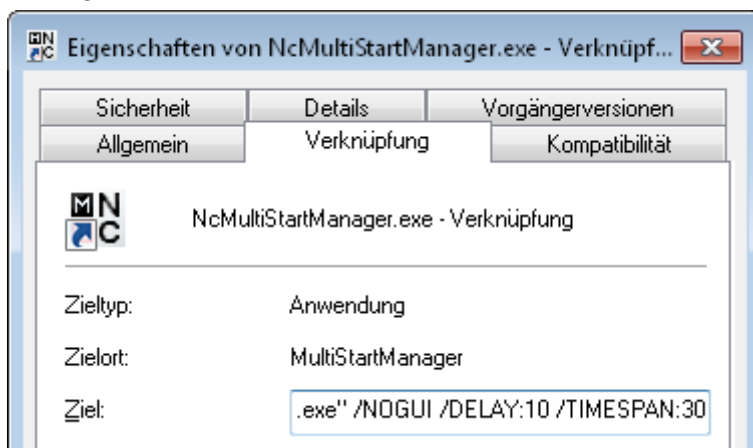 Eigenschaften von NcMultiStartManager.exe - Verknüpf...
Sicherheit Details Vorgängerversionen
Allgemein Verknüpfung Kompatibilität
MN
C
NcMultiStartManager.exe - Verknüpfung
Zieltyp: Anwendung
Zielort: MultiStartManager
Ziel: .exe" /NOGUI /DELAY:10 /TIMESPAN:30